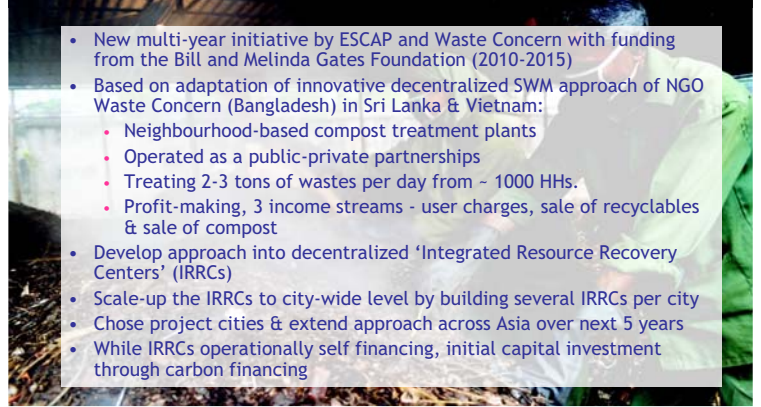 • New multi-year initiative by ESCAP and Waste Concern with funding
from the Bill and Melinda Gates Foundation (2010-2015)
• Based on adaptation of innovative decentralized SWM approach of NGO
Waste Concern (Bangladesh) in Sri Lanka & Vietnam:
• Neighbourhood-based compost treatment plants
• Operated as a public-private partnerships
• Treating 2-3 tons of wastes per day from ~ 1000 HHs.
• Profit-making, 3 income streams - user charges, sale of recyclables
& sale of compost
• Develop approach into decentralized ‘Integrated Resource Recovery
Centers’ (IRRCs)
• Scale-up the IRRCs to city-wide level by building several IRRCs per city
• Chose project cities & extend approach across Asia over next 5 years
• While IRRCs operationally self financing, initial capital investment
through carbon financing